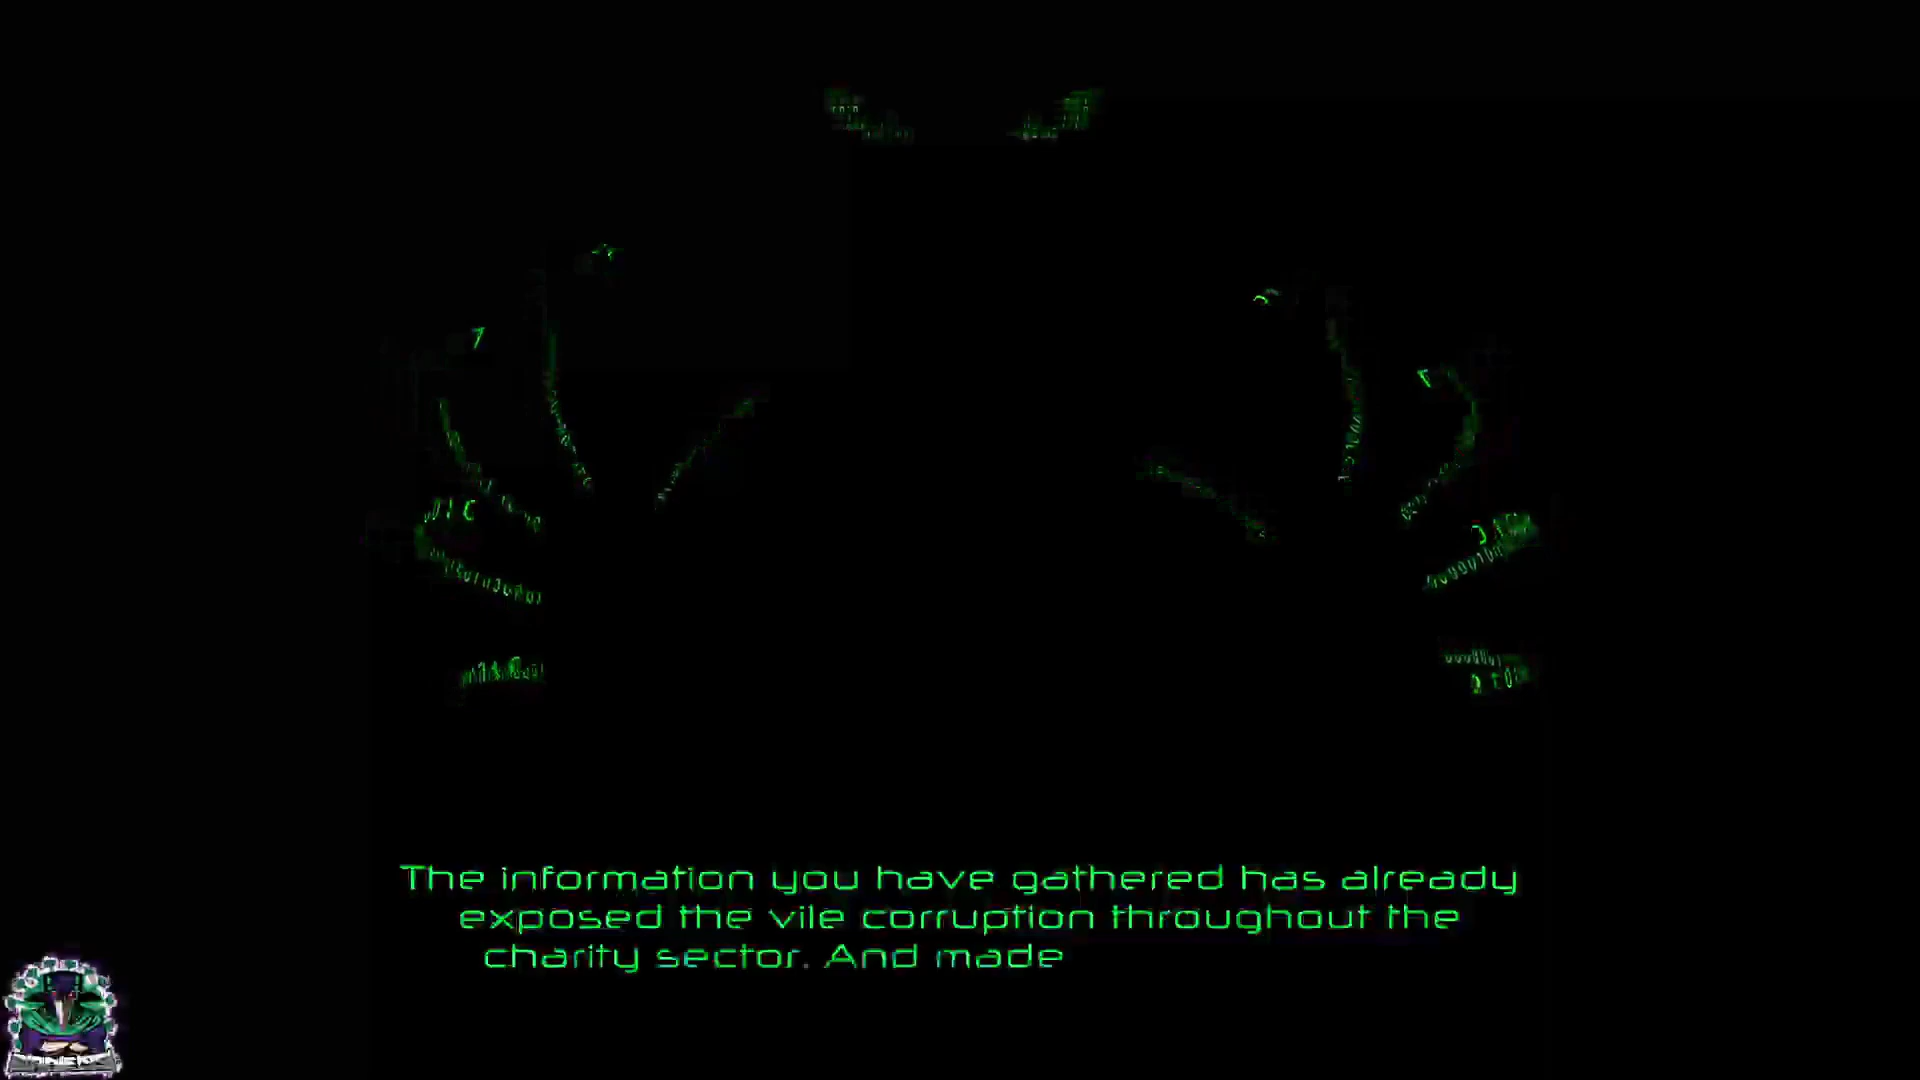 The information you have gathered has already
exposed the vile corruption throughout the
charity sector. And made